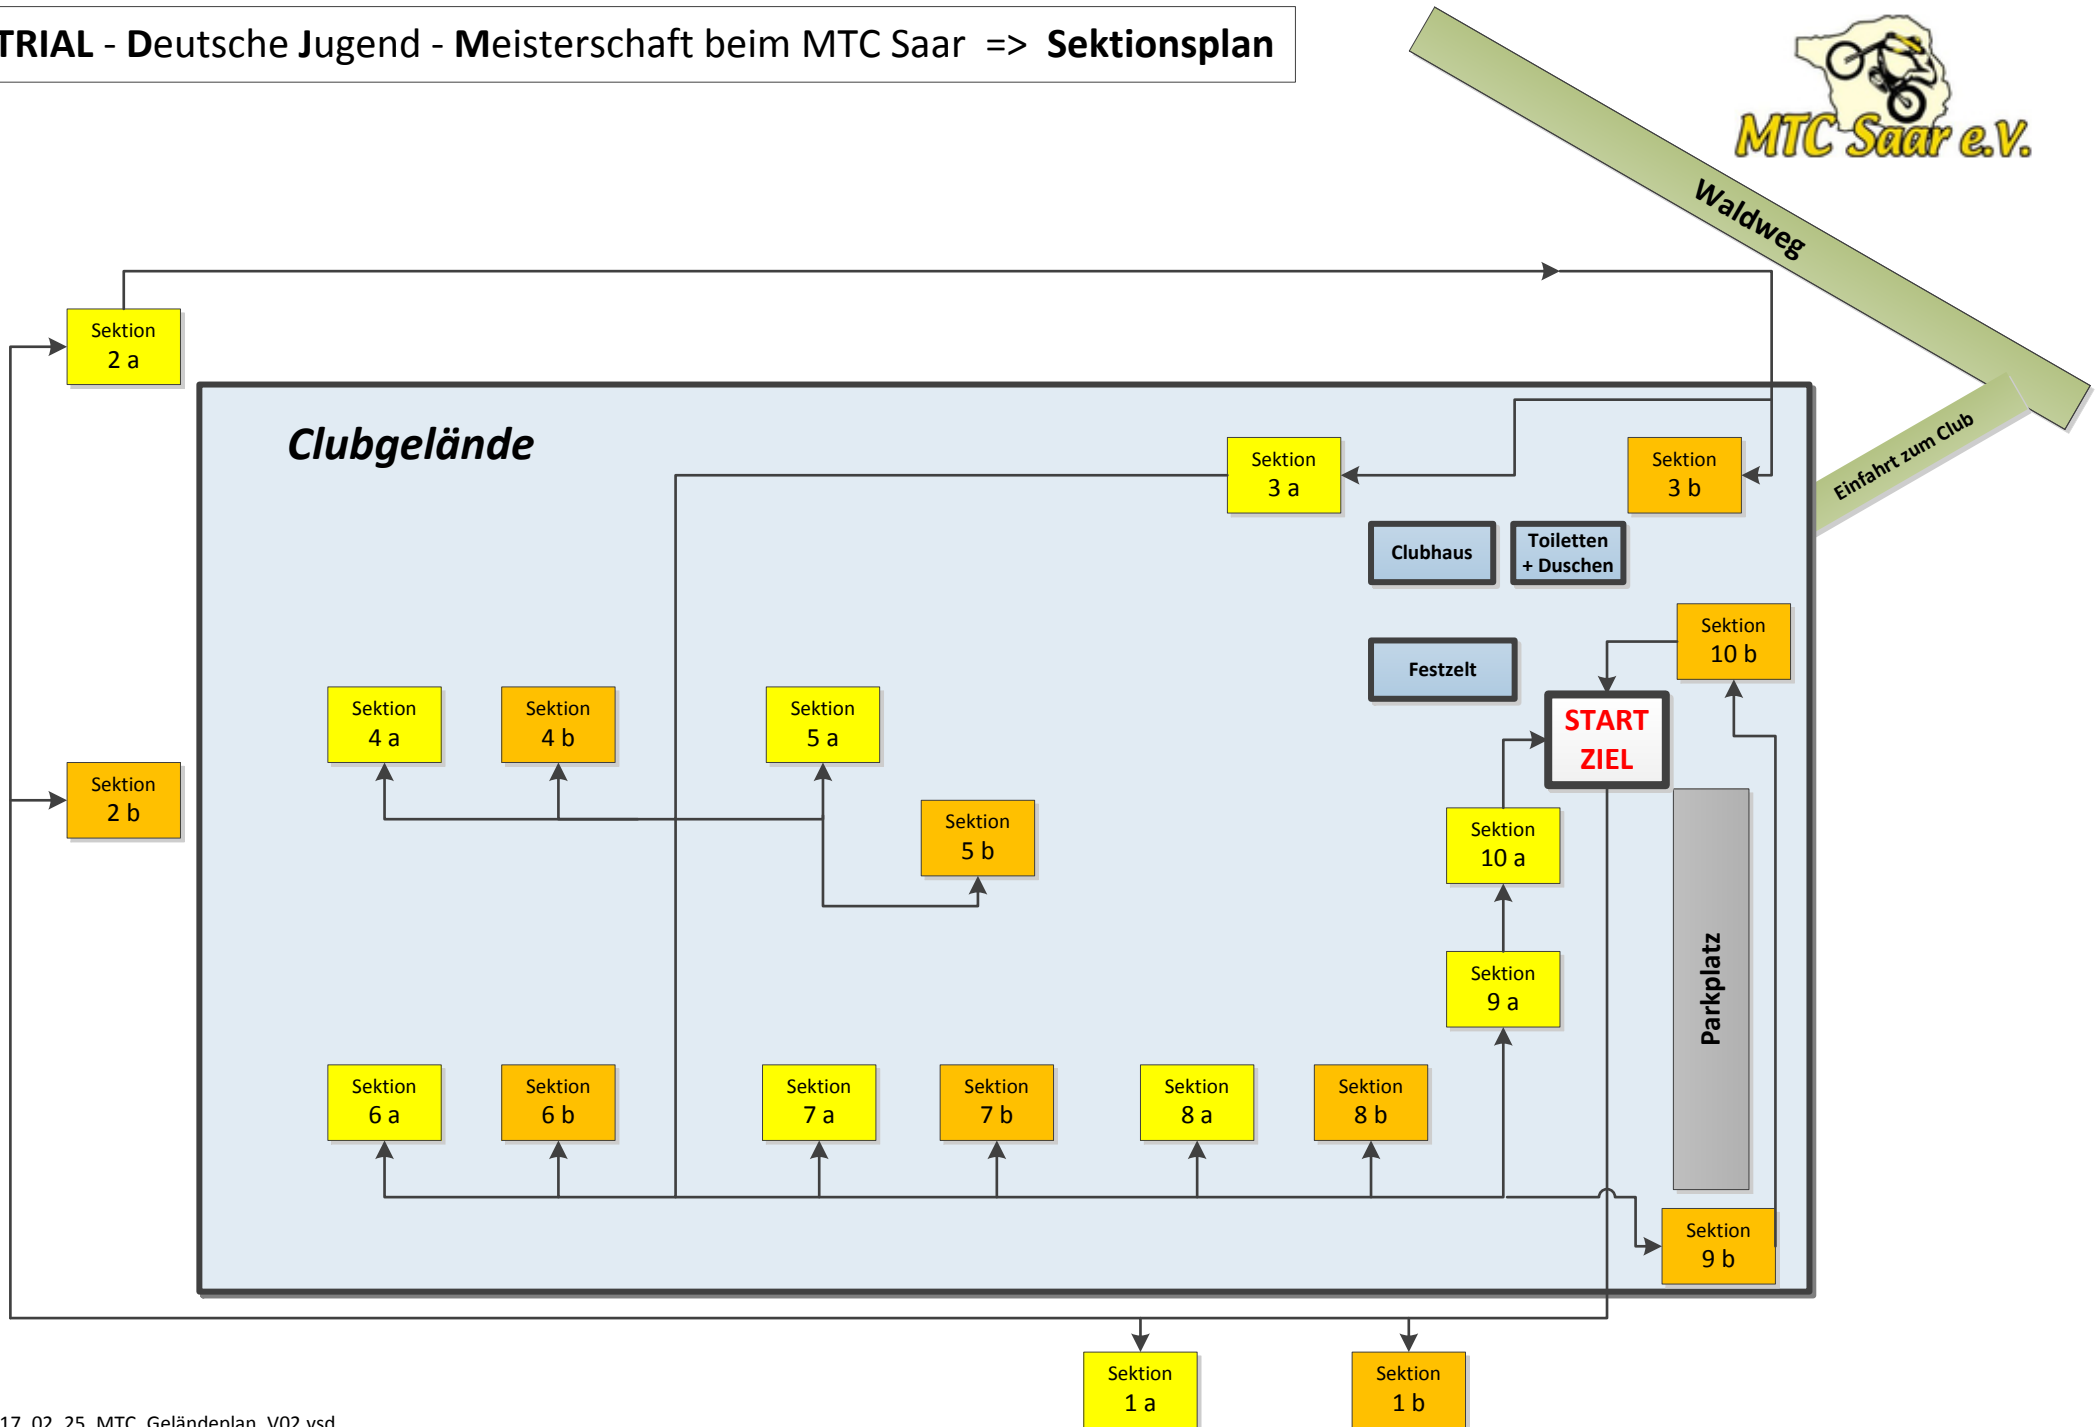 TRIAL - Deutsche Jugend - Meisterschaft beim MTC Saar => Sektionsplan
MTC Saar e.V.
Waldweg
Einfahrt zum Club
Sektion
2 a
Clubgelände
Sektion
3 a
Sektion
3 b
Clubhaus
Toiletten
+ Duschen
Sektion
10 b
Festzelt
START
ZIEL
Sektion
4 a
Sektion
4 b
Sektion
5 a
Sektion
2 b
Sektion
5 b
Sektion
10 a
Sektion
9 a
Parkplatz
Sektion
6 a
Sektion
6 b
Sektion
7 a
Sektion
7 b
Sektion
8 a
Sektion
8 b
Sektion
9 b
Sektion
1 a
Sektion
1 b
17_02_25_MTC_Geländeplan_V02.vsd